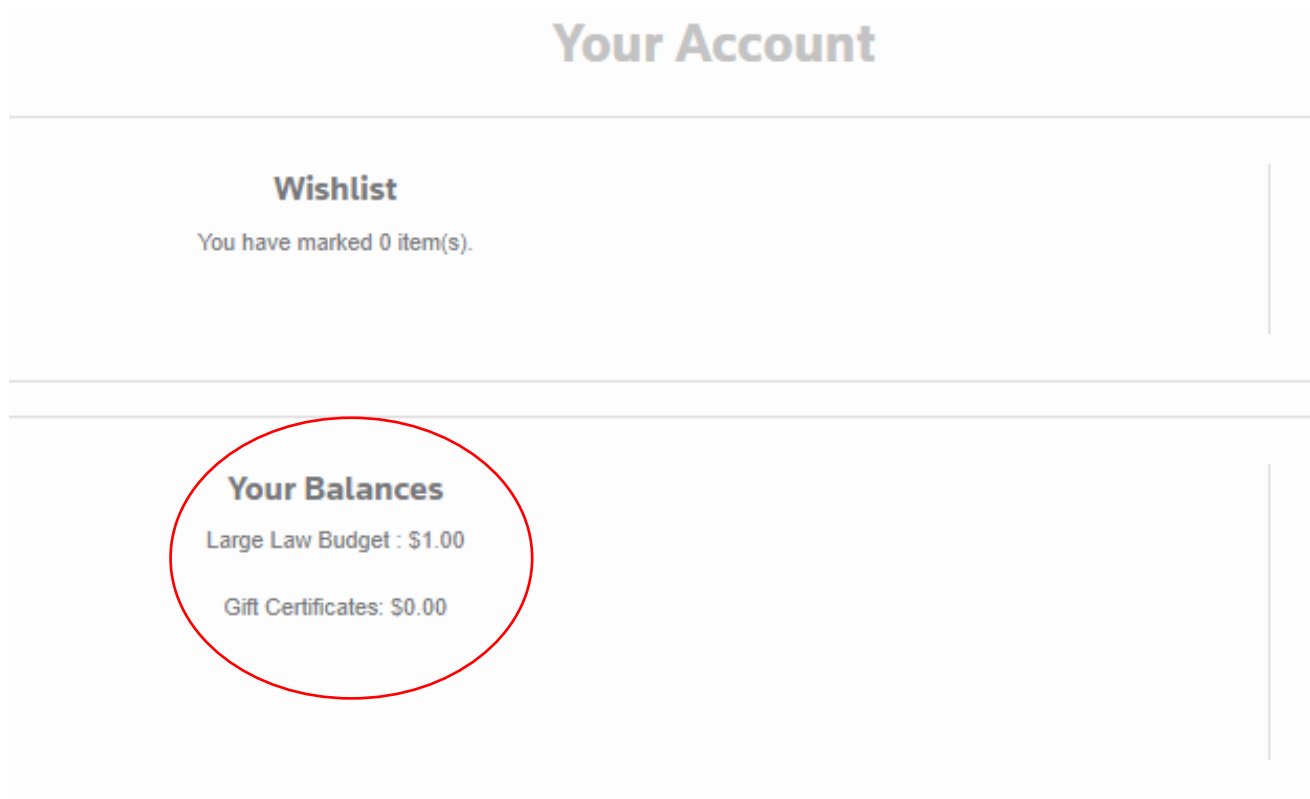 Your Account
Wishlist
You have marked 0 item(s).
Your Balances
Large Law Budget : $1.00
Gift Certificates: $0.00